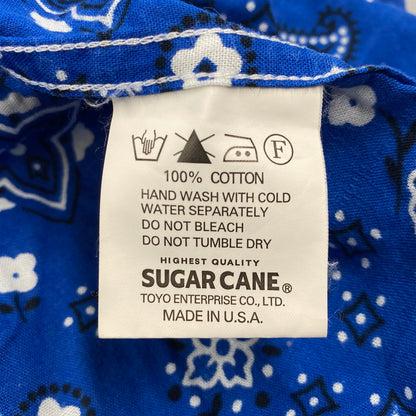 F
100% COTTON
HAND WASH WITH COLD
WATER SEPARATELY
DO NOT BLEACH
DO NOT TUMBLE DRY
HIGHEST QUALITY
SUGAR CANE®
TOYO ENTERPRISE CO., LTD.
MADE IN U.S.A.